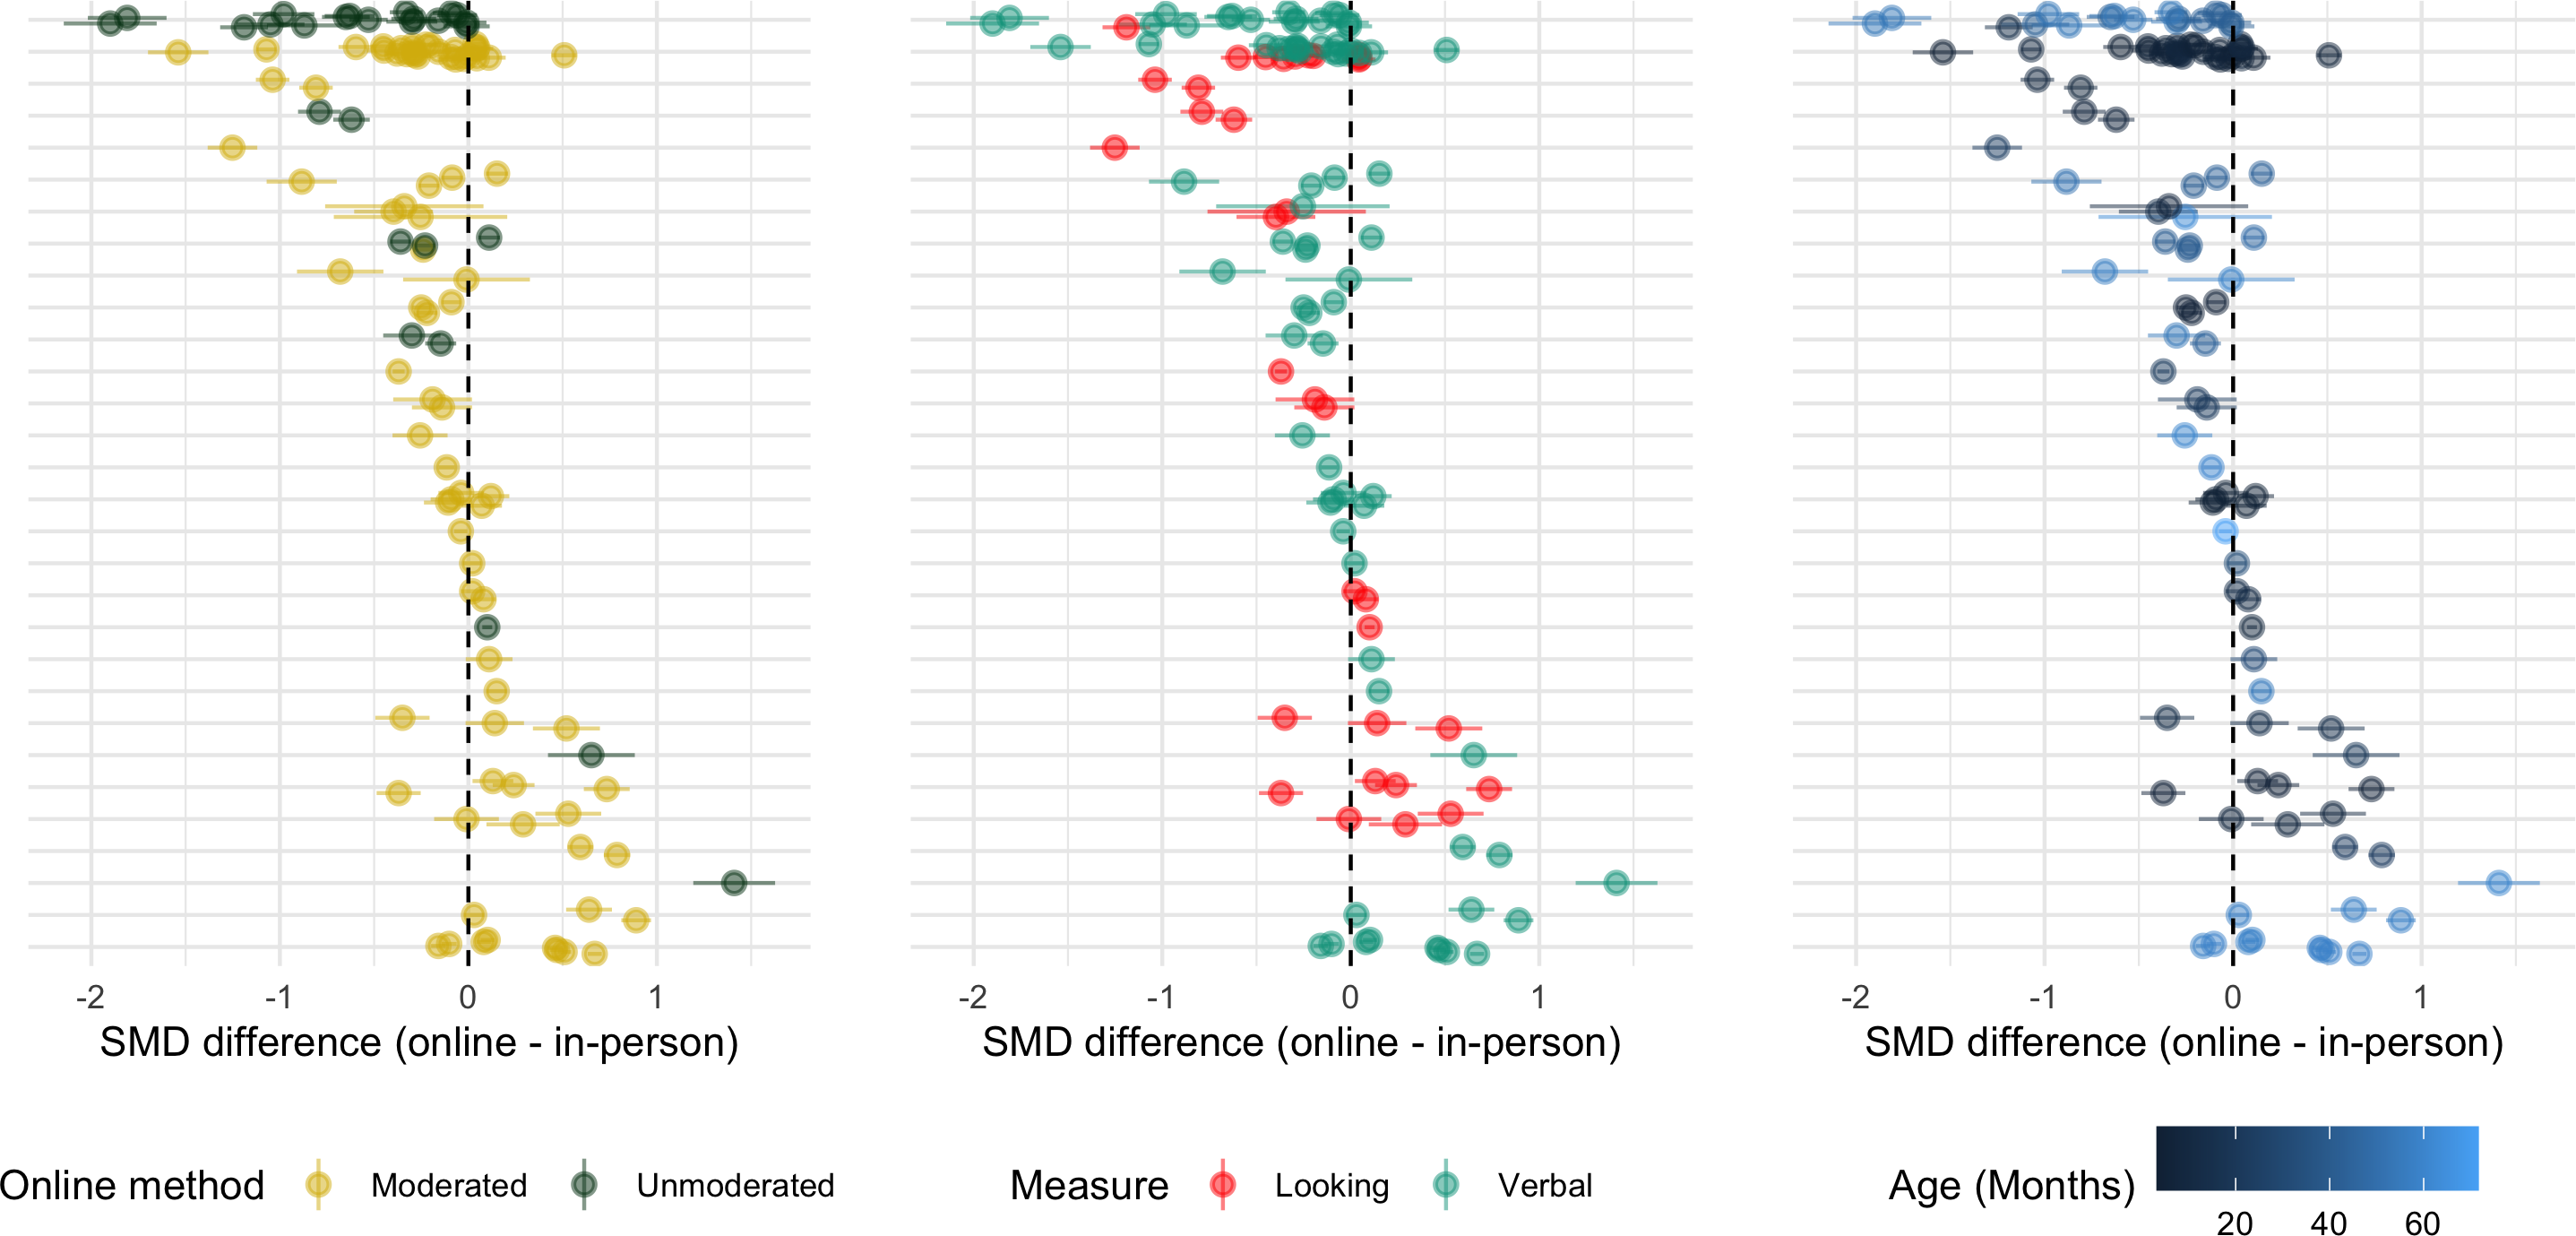 -2 -1 0 1 -2 -1 0 1 -2 -1 0 1
SMD difference (online - in-person) SMD difference (online - in-person) SMD difference (online - in-person)
Online method Moderated Unmoderated Measure Looking Verbal Age (Months)
20 40 60